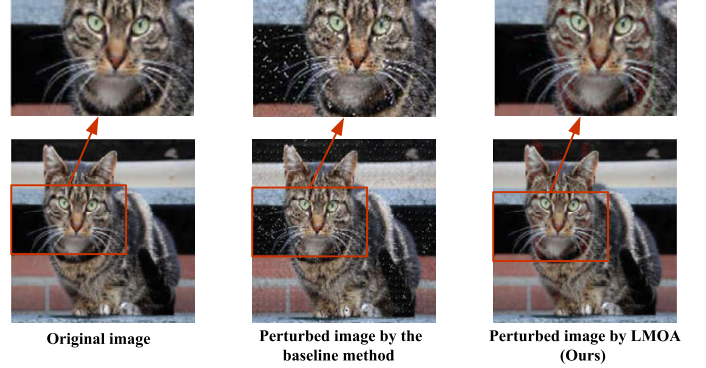 Original image
Perturbed image by the
baseline method
Perturbed image by LMOA
(Ours)